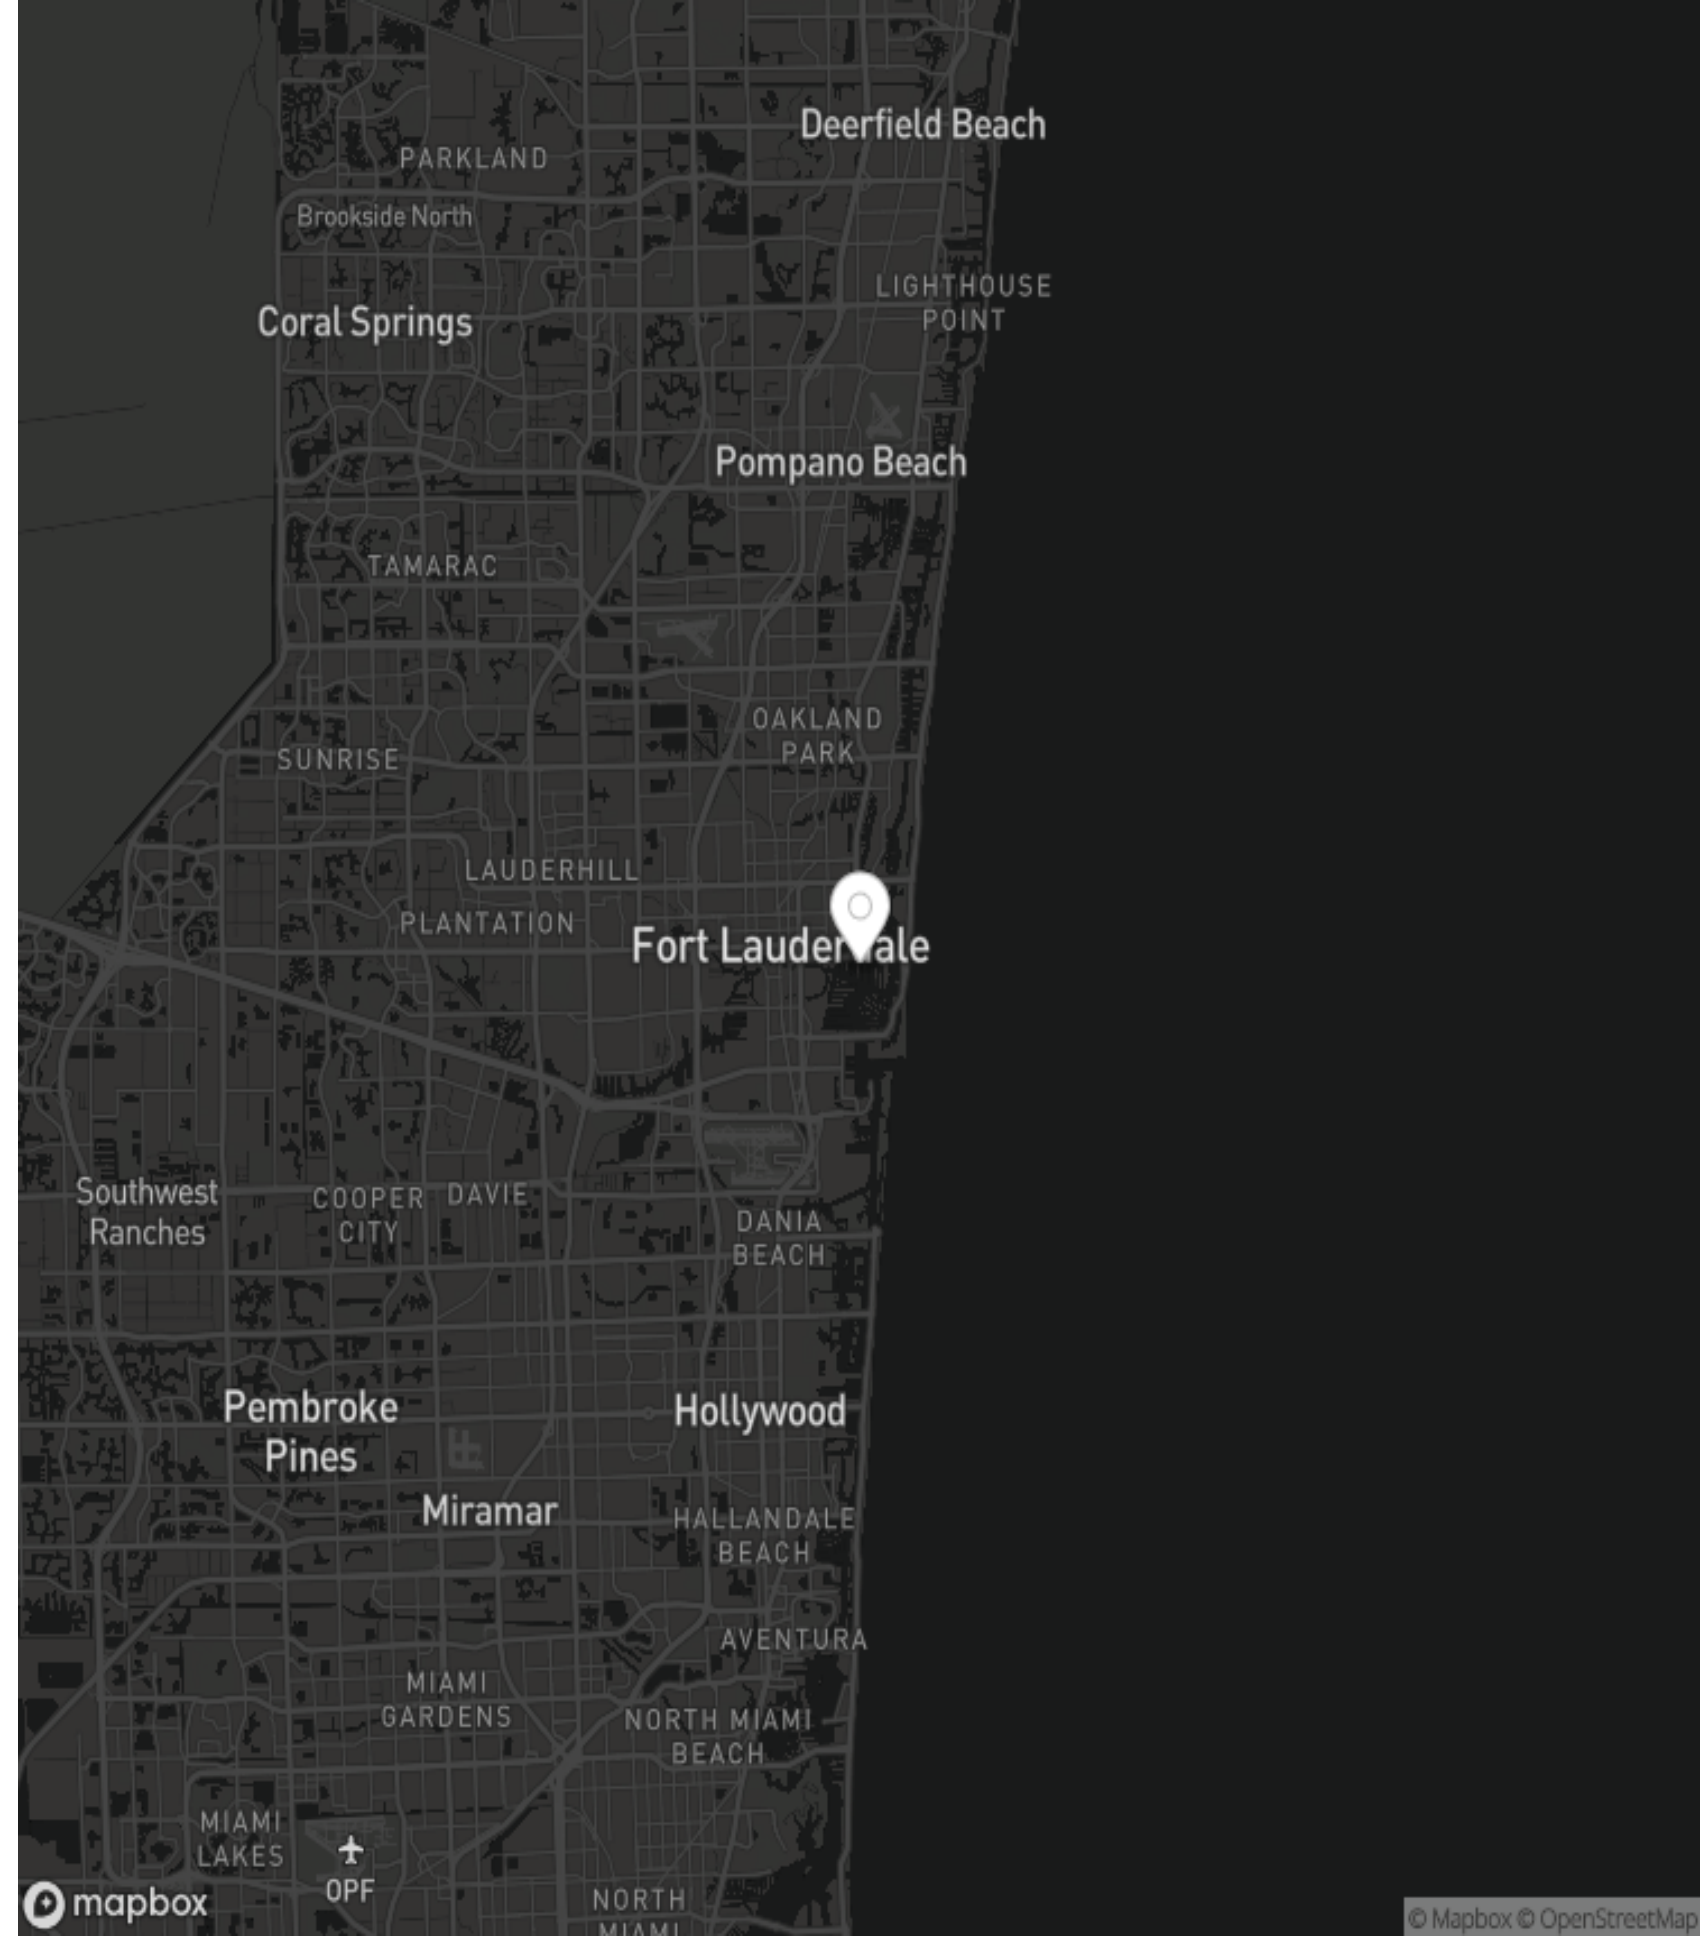 Deerfield Beach
PARKLAND
Brookside North
LIGHTHOUSE
POINT
Coral Springs
Pompano Beach
TAMARAC
OAKLAND
PARK
SUNRISE
LAUDERHILL
PLANTATION
Fort Lauderdale
Southwest
Ranches
COOPER
CITY
DAVIE
DANIA
BEACH
Pembroke
Pines
Hollywood
Miramar
HALLANDALE
BEACH
AVENTURA
MIAMI
GARDENS
NORTH MIAMI
BEACH
MIAMI
LAKES
OPF
NORTH
MIAMI
mapbox
© Mapbox © OpenStreetMap